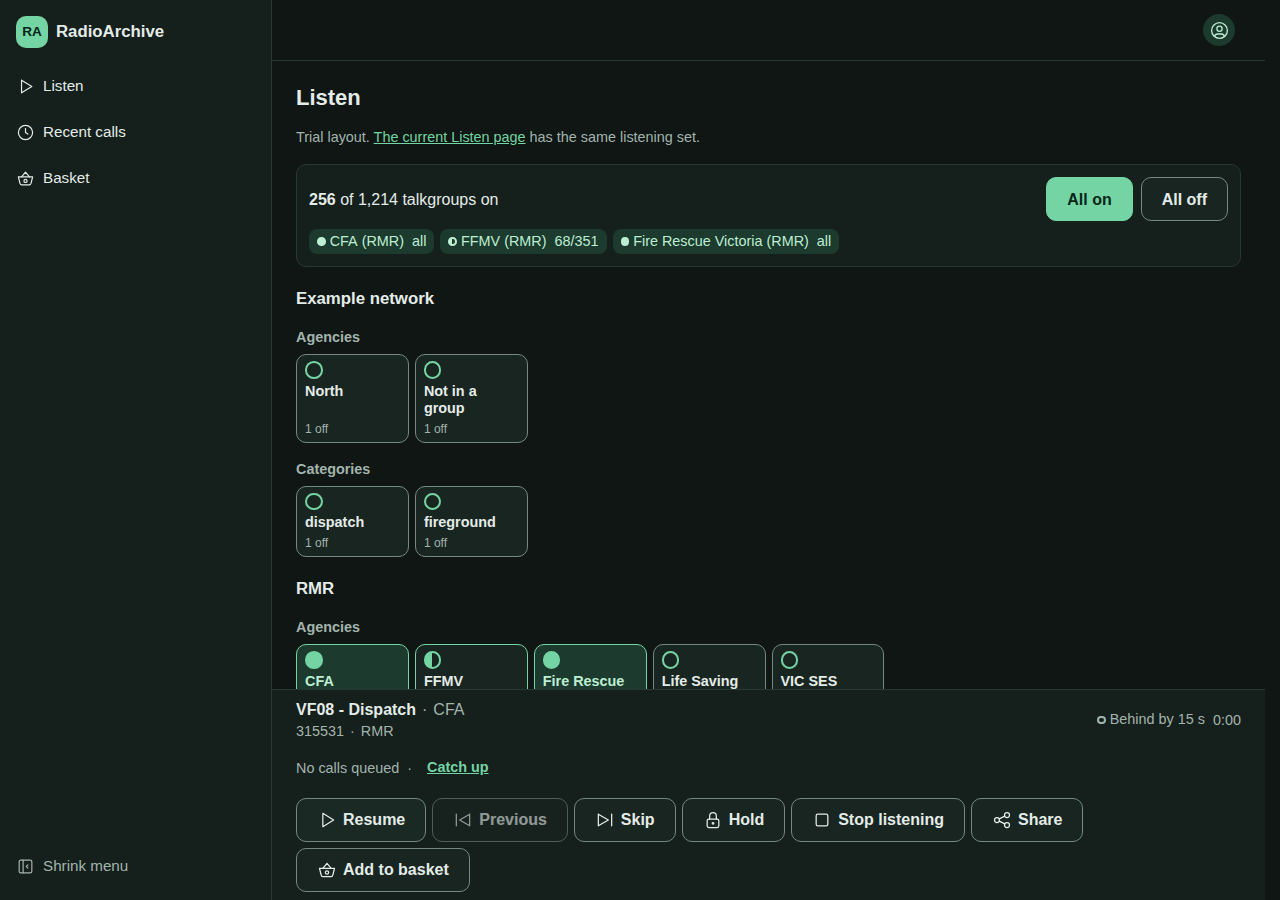 RA RadioArchive
Listen
Recent calls
Basket
Shrink menu
Listen
Trial layout. The current Listen page has the same listening set.
256 of 1,214 talkgroups on
All on
All off
CFA (RMR) all
FFMV (RMR) 68/351
Fire Rescue Victoria (RMR) all
Example network
Agencies
North
1 off
Not in a
group
1 off
Categories
dispatch
1 off
fireground
1 off
RMR
Agencies
CFA
FFMV
Fire Rescue
Life Saving
VIC SES
VF08 - Dispatch · CFA
315531 · RMR
Behind by 15 s 0:00
No calls queued · Catch up
Resume
Previous
Skip
Hold
Stop listening
Share
Add to basket